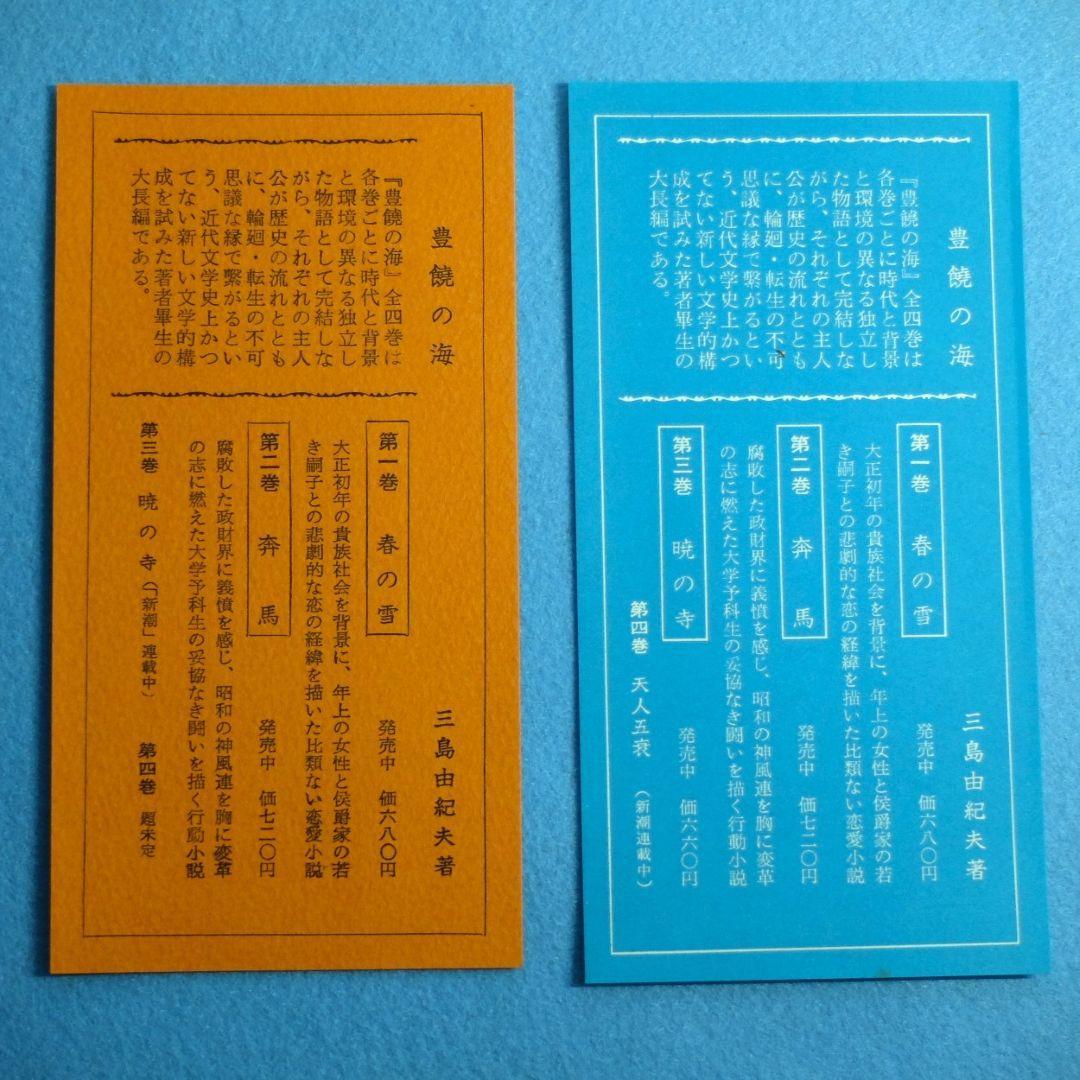 豊饒の海
三島由紀夫著
『豊饒の海』全四巻は
各巻ごとに時代と背景
と環境の異なる独立し
た物語として完結しな
がら、それぞれの主人
公が歴史の流れととも
に、輪廻・転生の不可
思議な縁で繋がるとい
う、近代文学史上かつ
てない新しい文学的構
成を試みた著者畢生の
大長編である。
第一巻 春の雪
発売中 価六八〇円
大正初年の貴族社会を背景に、年上の女性と侯爵家の若
き嗣子との悲劇的な恋の経緯を描いた比類ない恋愛小説
第二巻 奔馬
発売中 価七二〇円
腐敗した政財界に義憤を感じ、昭和の神風連を胸に変革
の志に燃えた大学予科生の妥協なき闘いを描く行動小説
第三巻 暁の寺(「新潮」連載中) 第四巻 題未定
豊饒の海
三島由紀夫著
『豊饒の海』全四巻は
各巻ごとに時代と背景
と環境の異なる独立し
た物語として完結しな
がら、それぞれの主人
公が歴史の流れととも
に、輪廻・転生の不可
思議な縁で繋がるとい
う、近代文学史上かつ
てない新しい文学的構
成を試みた著者畢生の
大長編である。
第一巻 春の雪
発売中 価六八〇円
大正初年の貴族社会を背景に、年上の女性と侯爵家の若
き嗣子との悲劇的な恋の経緯を描いた比類ない恋愛小説
第二巻 奔馬
発売中 価七二〇円
腐敗した政財界に義憤を感じ、昭和の神風連を胸に変革
の志に燃えた大学予科生の妥協なき闘いを描く行動小説
第三巻 暁の寺
発売中 価六六〇円
第四巻 天人五衰 (新潮連載中)